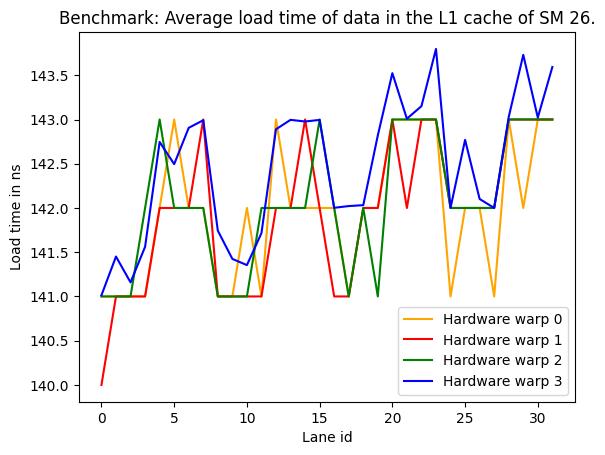 Benchmark: Average load time of data in the L1 cache of SM 26.
Load time in ns
143.5
143.0
142.5
142.0
141.5
141.0
140.5
140.0
Hardware warp 0
Hardware warp 1
Hardware warp 2
Hardware warp 3
0 5 10 15 20 25 30
Lane id